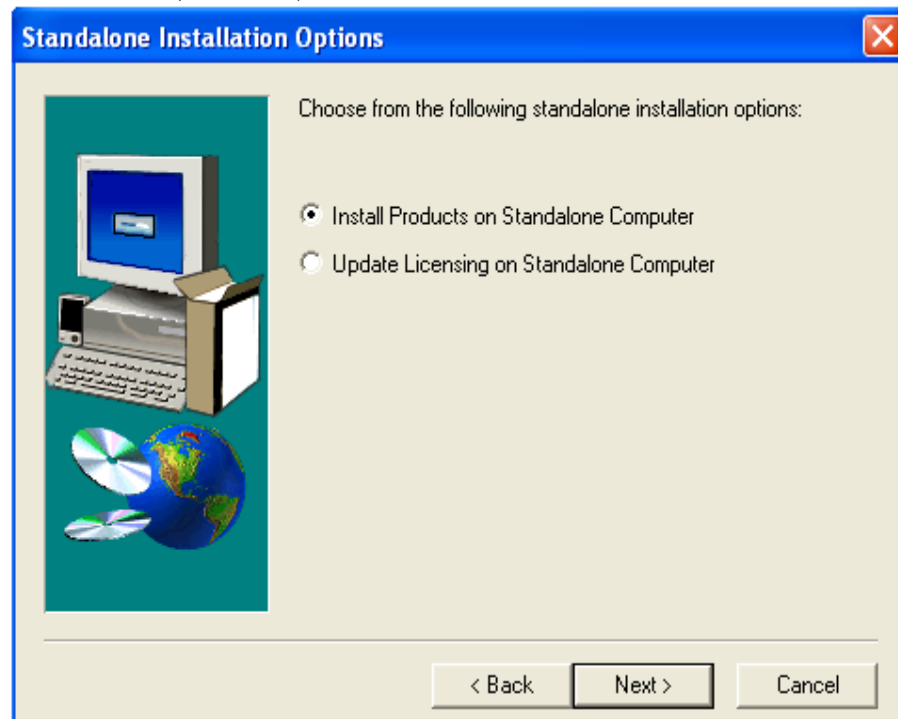 Standalone Installation Options
Choose from the following standalone installation options:
Install Products on Standalone Computer
Update Licensing on Standalone Computer
< Back
Next >
Cancel